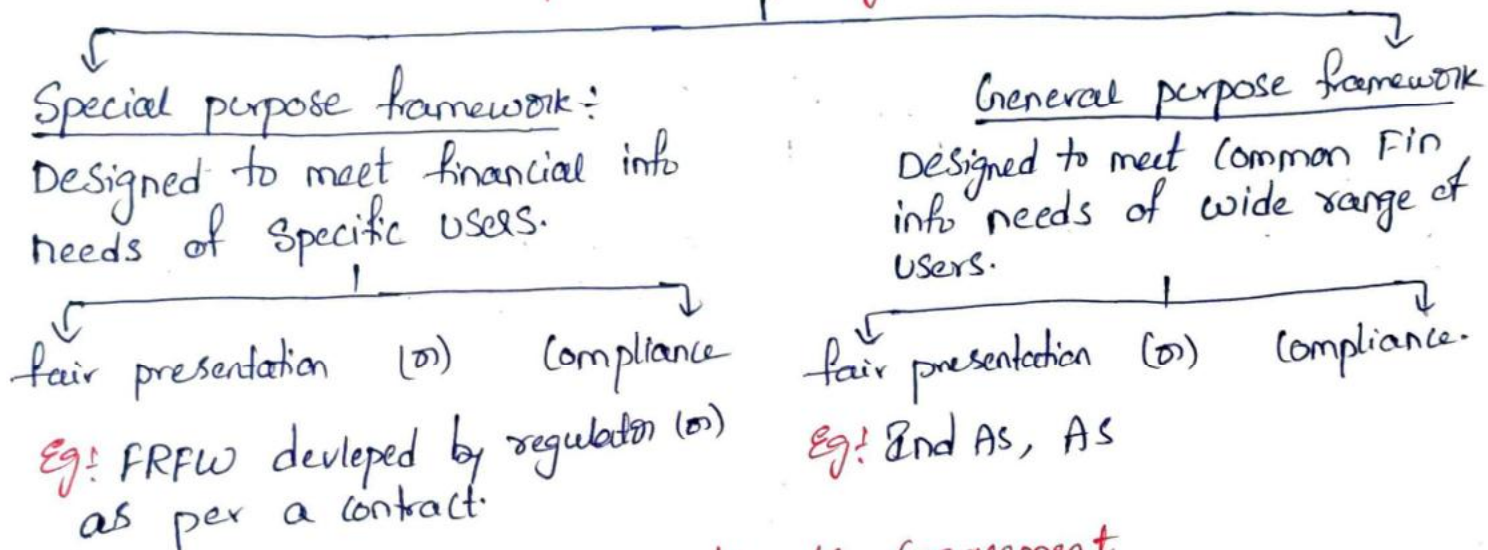 Special purpose framework:
Designed to meet financial info
needs of specific users.
fair presentation (or) Compliance
Eg: FRFW devleped by regulator (or)
as per a contract.
General purpose framework
Designed to meet Common Fin
info needs of wide range of
users.
fair presentation (or) Compliance.
Eg: Ind AS, AS